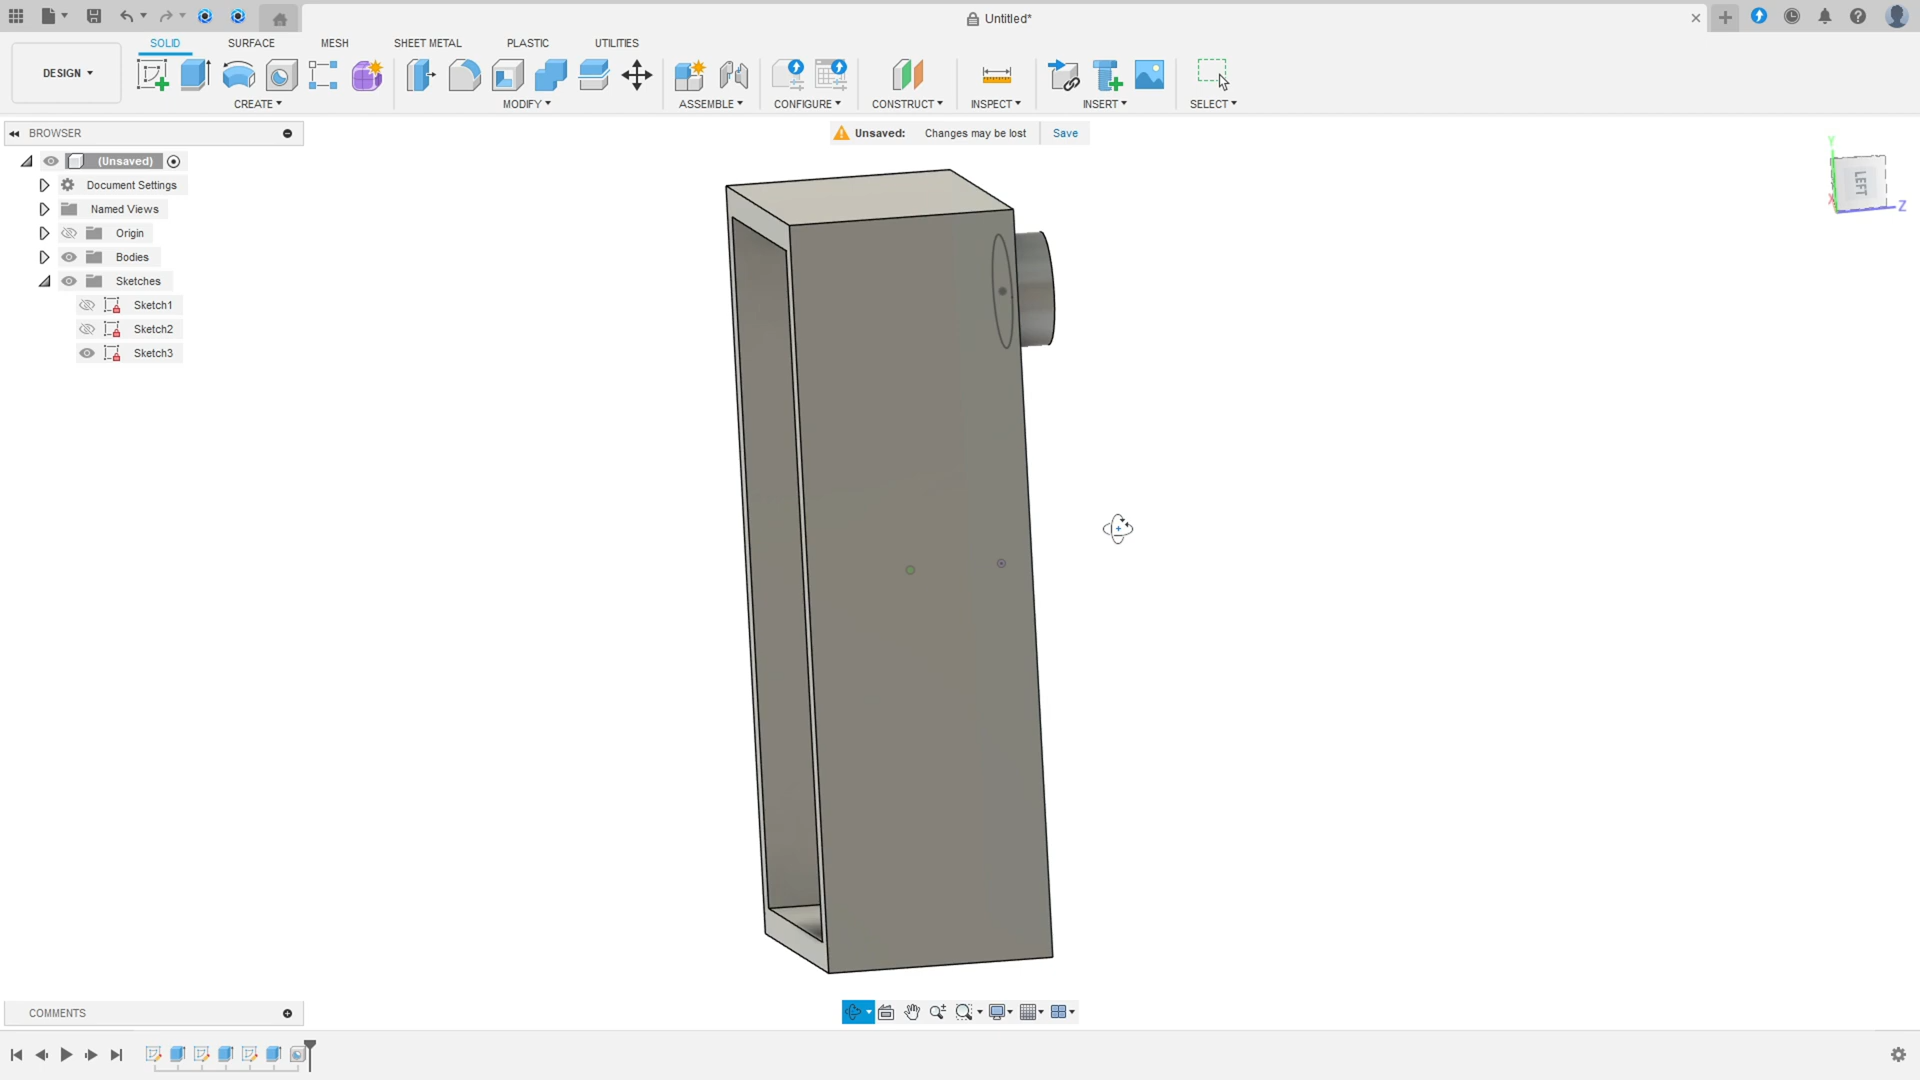 Untitled*
SOLID SURFACE MESH SHEET METAL PLASTIC UTILITIES
DESIGN
CREATE MODIFY ASSEMBLE CONFIGURE CONSTRUCT INSPECT INSERT SELECT
BROWSER
Unsaved: Changes may be lost Save
(Unsaved)
Document Settings
Named Views
Origin
Bodies
Sketches
Sketch1
Sketch2
Sketch3
Y
LEFT
X
Z
COMMENTS